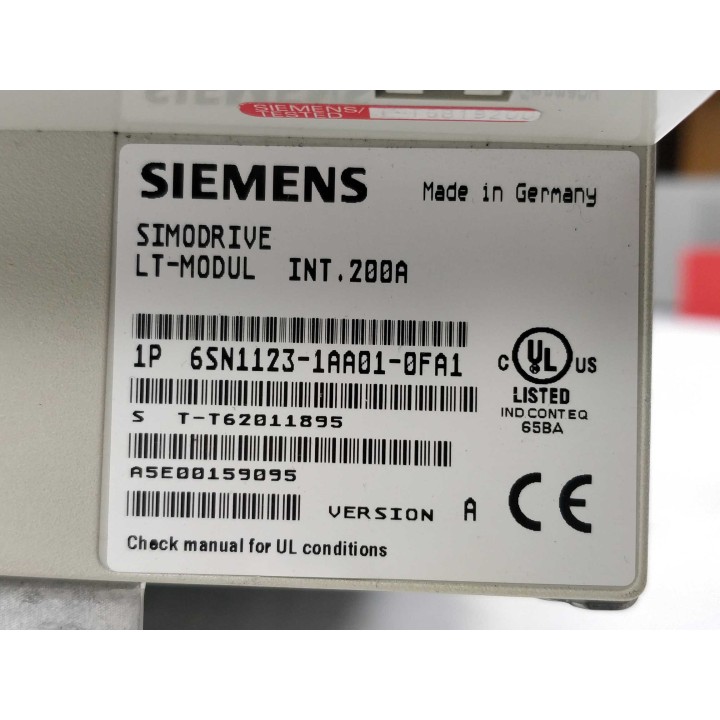 SIEMENS/
TESTED
SIEMENS Made in Germany
SIMODRIVE
LT-MODUL INT.200A
1P 6SN1123-1AA01-0FA1
S T-T62011895
A5E00159095
VERSION A
Check manual for UL conditions
C UL US
LISTED
IND CONT EQ
65BA
CE